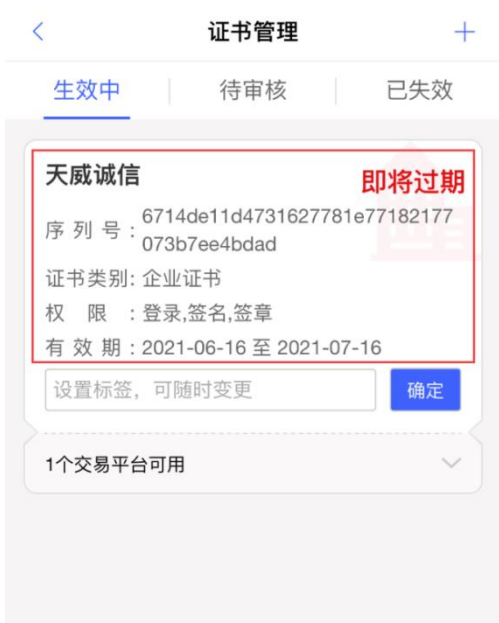 证书管理
生效中 待审核 已失效
天威诚信 即将过期
序列号: 6714de11d4731627781e77182177
073b7ee4bdad
证书类别: 企业证书
权 限 : 登录,签名,签章
有效期: 2021-06-16 至 2021-07-16
设置标签，可随时变更 确定
1个交易平台可用